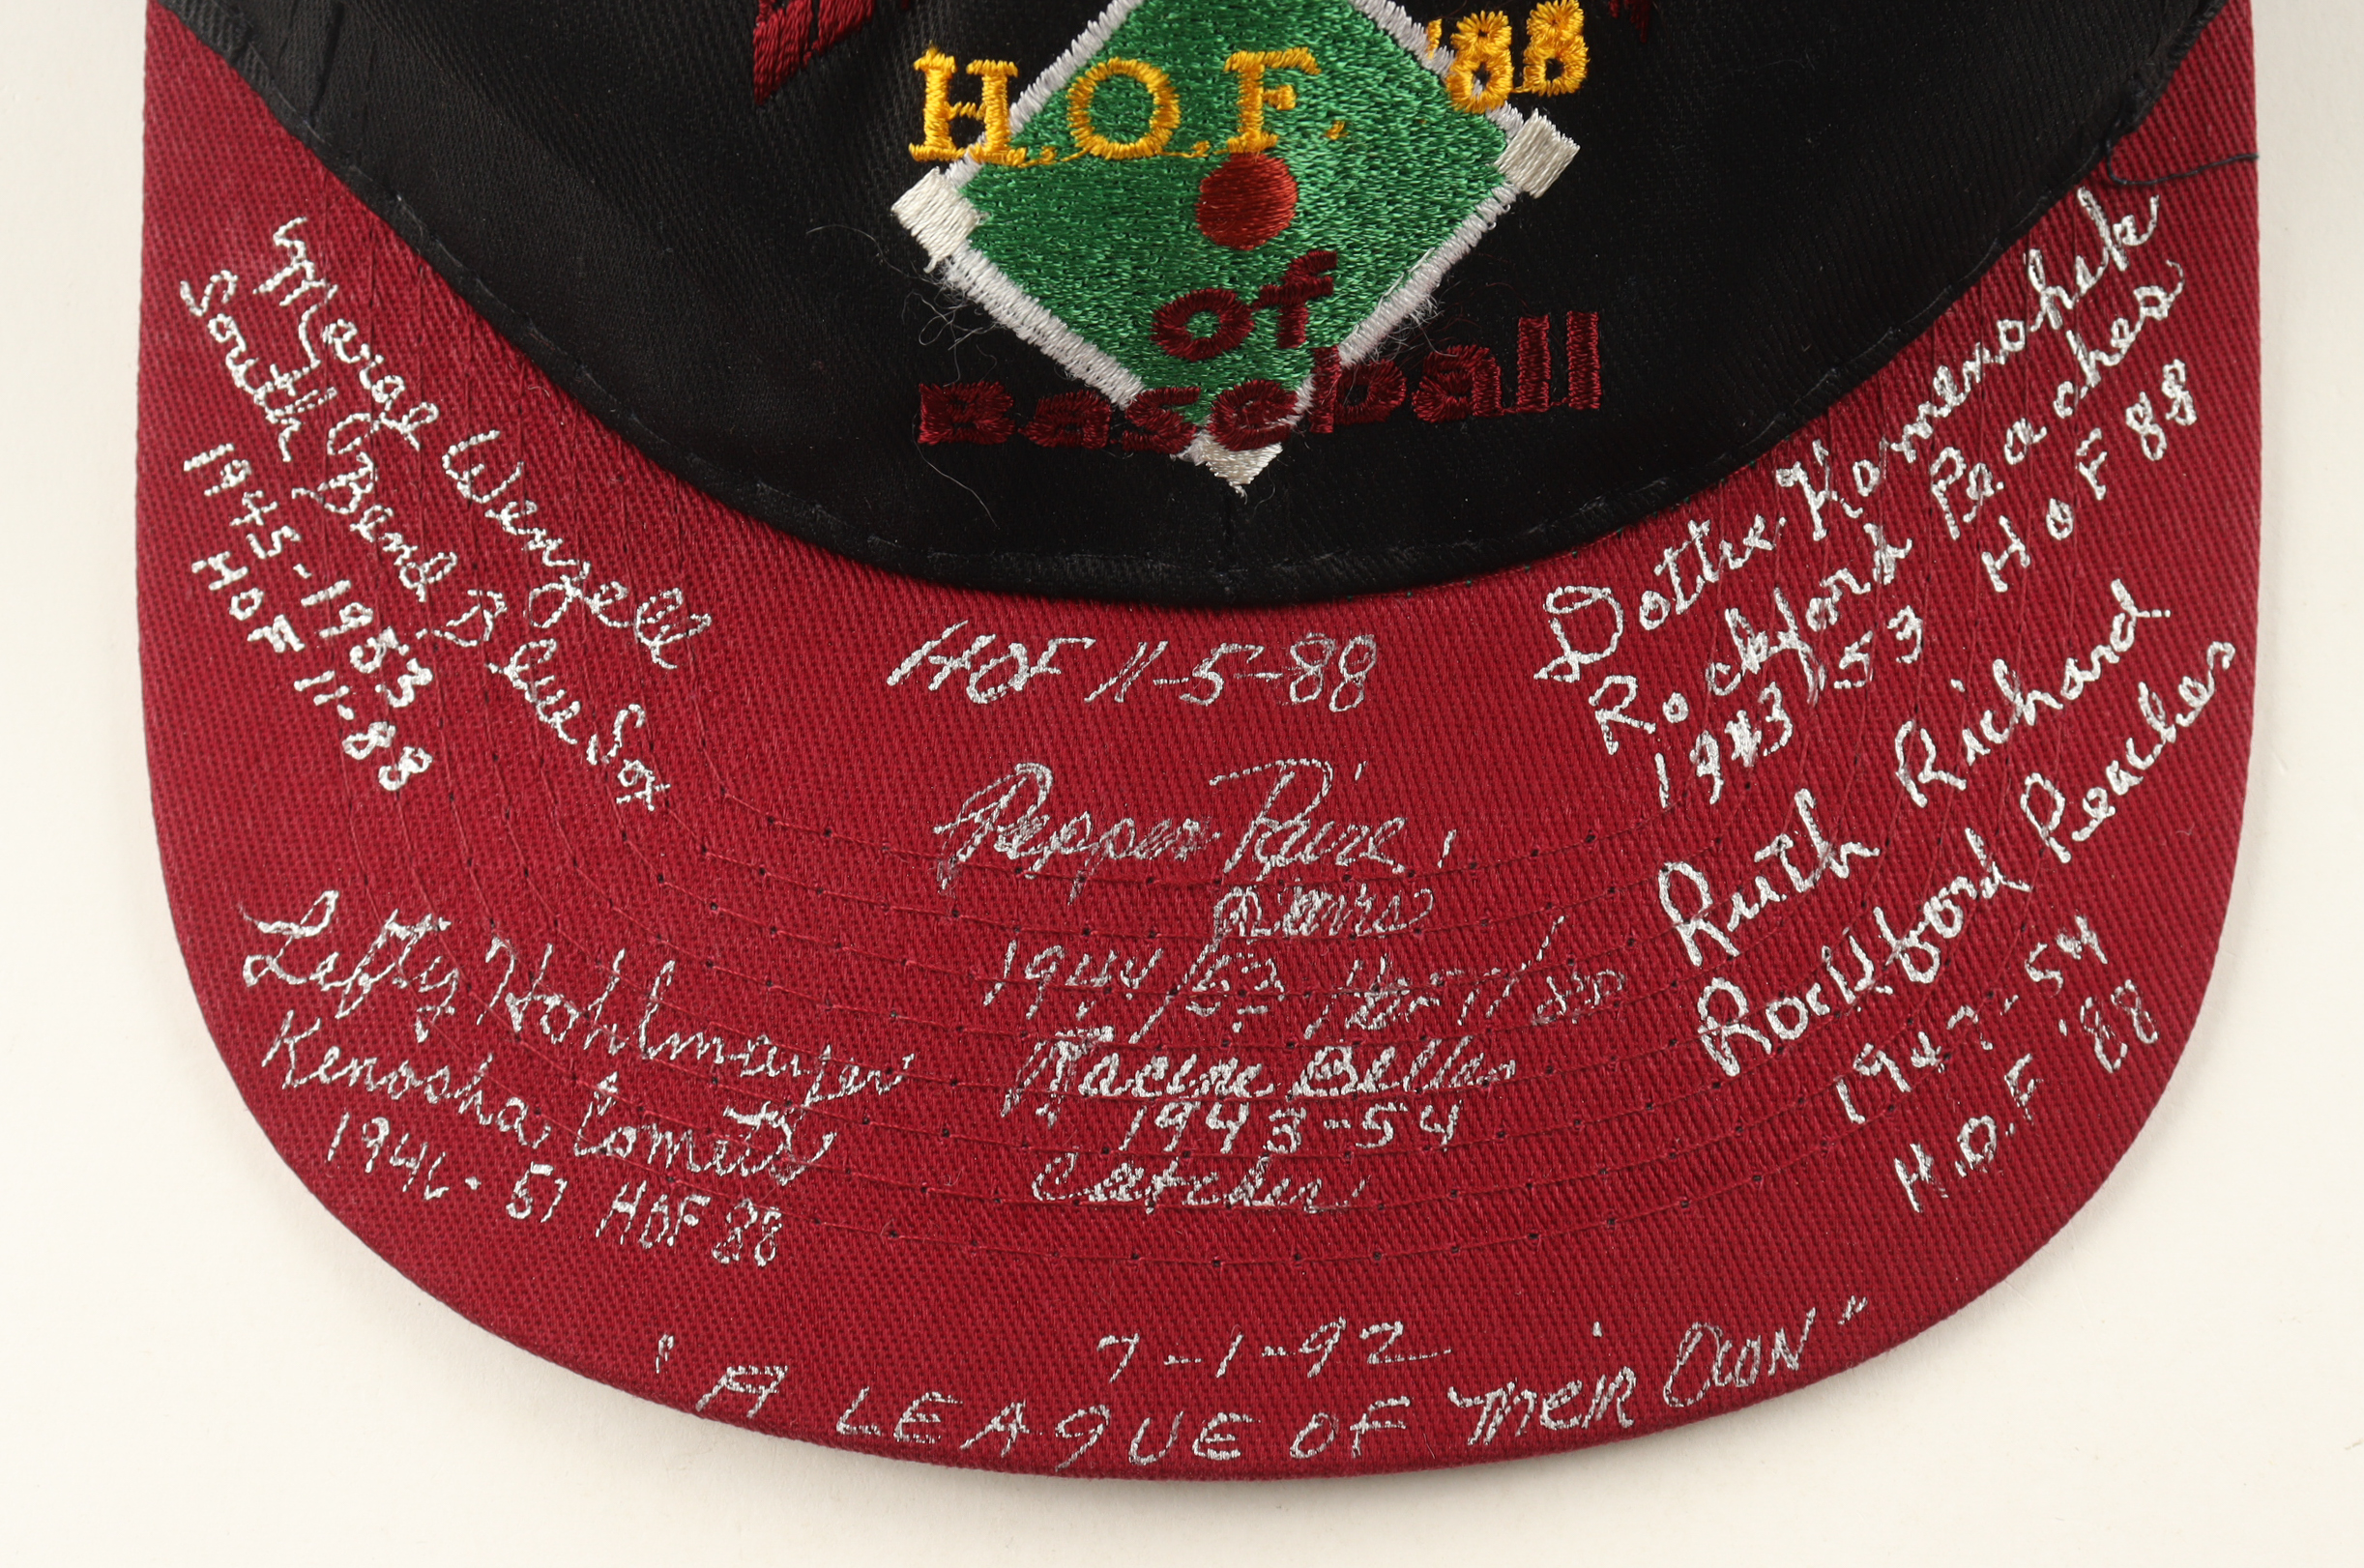 H.O.F. '88
of
Baseball
Marge Wenzell
South Bend Blue Sox
1945-1953
HOF 11-88
HOF 11-5-88
Pepper Paire
Davis
1944/53
Racine Belles
1943-54
Catcher
Dottie Kamenshek
Rockford Peaches
1943-53 HOF 88
Ruth Richard
Rockford Peaches
1947-54
H.O.F '88
Lefty Hohlmayer
Kenosha Comets
1946-51 HOF 88
7-1-92
"A LEAGUE OF THEIR OWN"